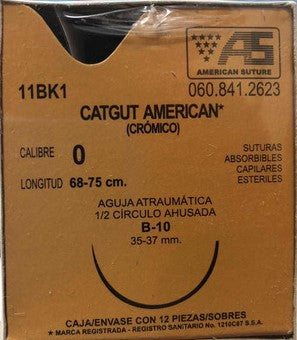 AS
AMERICAN SUTURE
11BK1
060.841.2623
CATGUT AMERICAN*
(CRÓMICO)
CALIBRE 0
SUTURAS
ABSORBIBLES
CAPILARES
ESTERILES
LONGITUD 68-75 cm.
AGUJA ATRAUMÁTICA
1/2 CÍRCULO AHUSADA
B-10
35-37 mm.
CAJA/ENVASE CON 12 PIEZAS/SOBRES
* MARCA REGISTRADA - REGISTRO SANITARIO No. 1210C87 S.S.A.